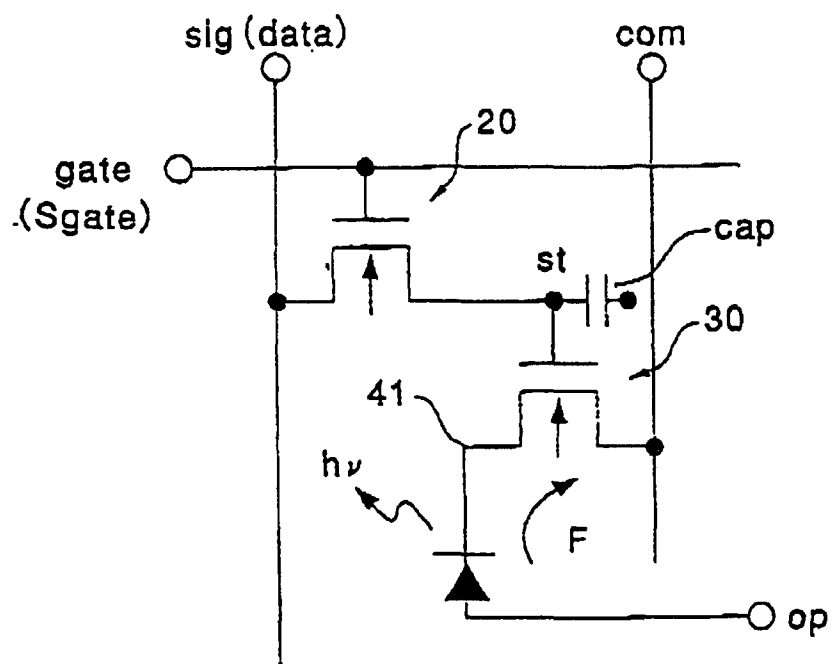 sig (data)
com
20
gate
(Sgate)
cap
st
30
41
hν
F
op